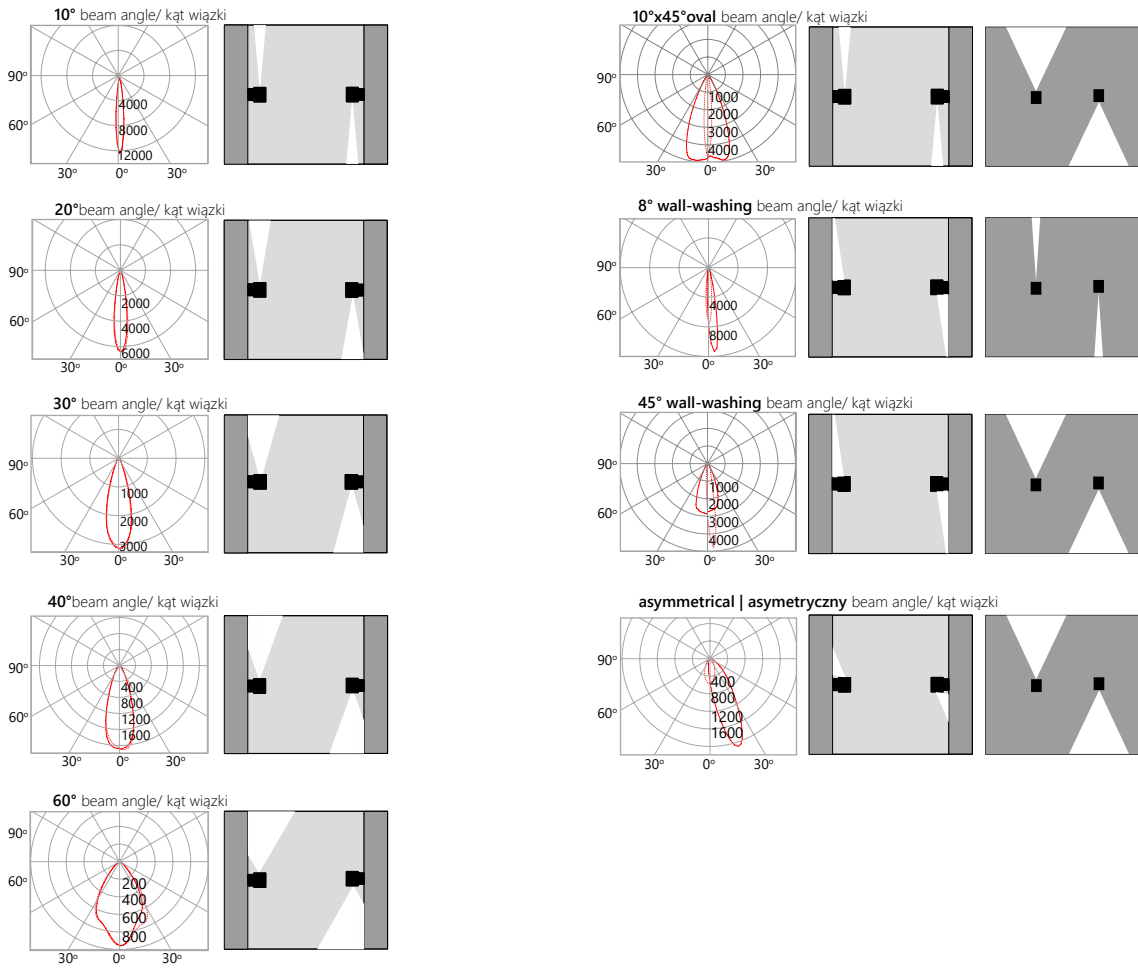 10° beam angle/ kąt wiązki
90°
60°
4000
8000
12000
30° 0° 30°
20°beam angle/ kąt wiązki
90°
60°
2000
4000
6000
30° 0° 30°
30° beam angle/ kąt wiązki
90°
60°
1000
2000
3000
30° 0° 30°
40°beam angle/ kąt wiązki
90°
60°
400
800
1200
1600
30° 0° 30°
60° beam angle/ kąt wiązki
90°
60°
200
400
600
800
30° 0° 30°
10°x45°oval beam angle/ kąt wiązki
90°
60°
1000
2000
3000
4000
30° 0° 30°
8° wall-washing beam angle/ kąt wiązki
90°
60°
4000
8000
30° 0° 30°
45° wall-washing beam angle/ kąt wiązki
90°
60°
1000
2000
3000
4000
30° 0° 30°
asymmetrical | asymetryczny beam angle/ kąt wiązki
90°
60°
400
800
1200
1600
30° 0° 30°